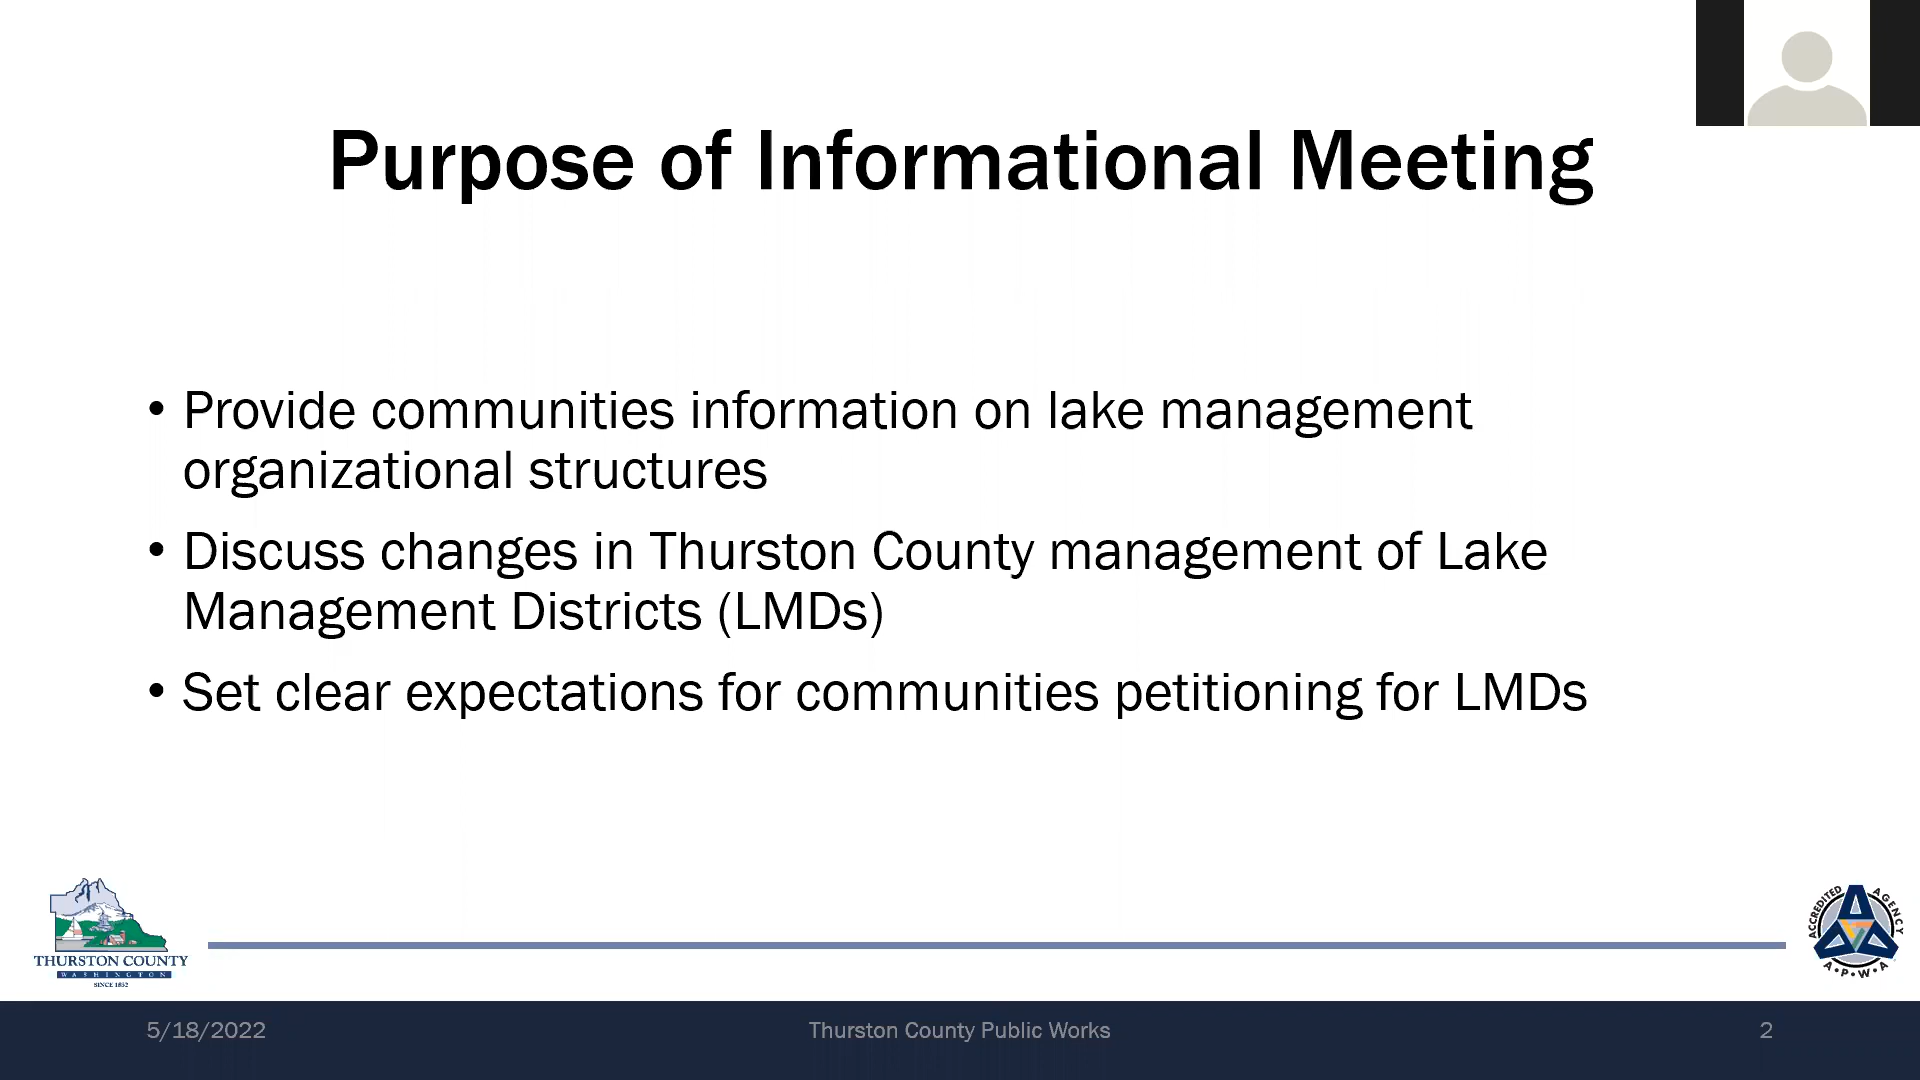 Purpose of Informational Meeting
• Provide communities information on lake management
organizational structures
• Discuss changes in Thurston County management of Lake
Management Districts (LMDs)
• Set clear expectations for communities petitioning for LMDs
THURSTON COUNTY
WASHINGTON
SINCE 1852
ACCREDITED AGENCY
A•P•W•A
5/18/2022
Thurston County Public Works
2